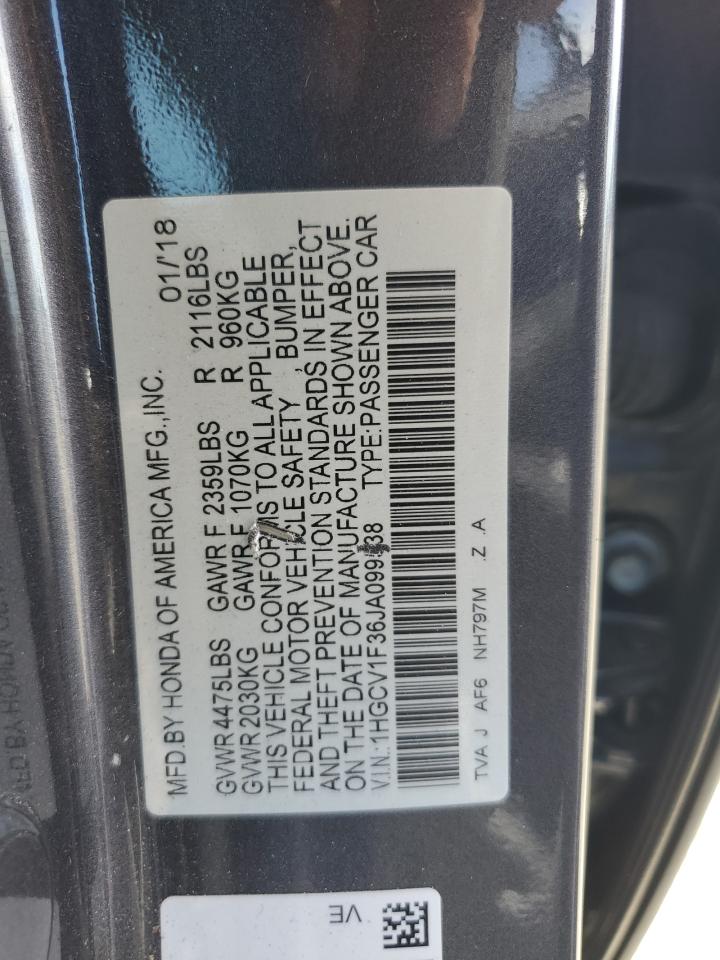 MFD.BY HONDA OF AMERICA MFG.,INC. 01/'18
GVWR 4475LBS GAWR F 2359LBS R 2116LBS
GVWR 2030KG GAWR F 1070KG R 960KG
THIS VEHICLE CONFORMS TO ALL APPLICABLE
FEDERAL MOTOR VEHICLE SAFETY , BUMPER,
AND THEFT PREVENTION STANDARDS IN EFFECT
ON THE DATE OF MANUFACTURE SHOWN ABOVE.
V.I.N.: TYPE:PASSENGER CAR
TVA J AF6 NH797M .Z .A
VE